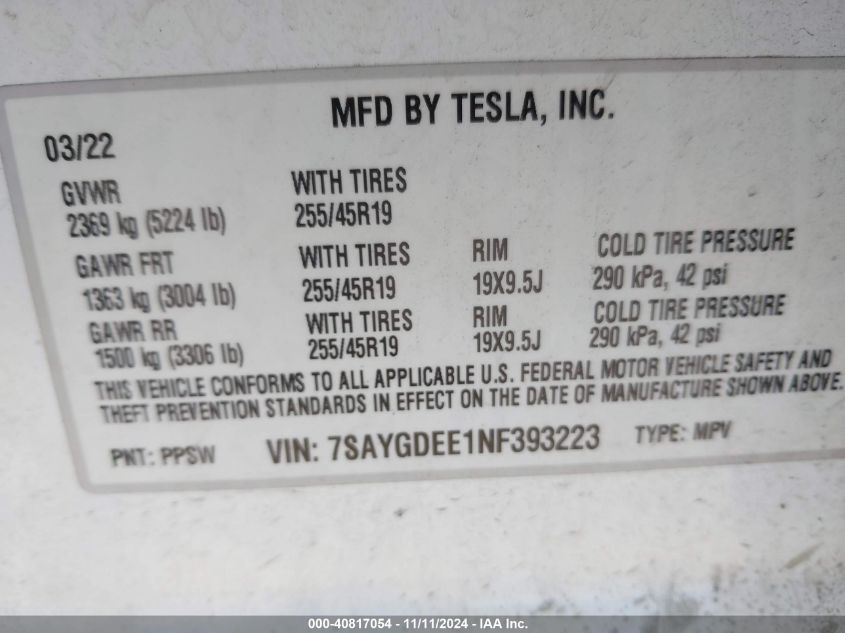 MFD BY TESLA, INC.
03/22
GVWR WITH TIRES
2369 kg (5224 lb) 255/45R19
GAWR FRT WITH TIRES RIM COLD TIRE PRESSURE
1363 kg (3004 lb) 255/45R19 19X9.5J 290 kPa, 42 psi
GAWR RR WITH TIRES RIM COLD TIRE PRESSURE
1500 kg (3306 lb) 255/45R19 19X9.5J 290 kPa, 42 psi
THIS VEHICLE CONFORMS TO ALL APPLICABLE U.S. FEDERAL MOTOR VEHICLE SAFETY AND
THEFT PREVENTION STANDARDS IN EFFECT ON THE DATE OF MANUFACTURE SHOWN ABOVE.
PNT: PPSW VIN: 7SAYGDEE1NF393223 TYPE: MPV
000-40817054 - 11/11/2024 - IAA Inc.